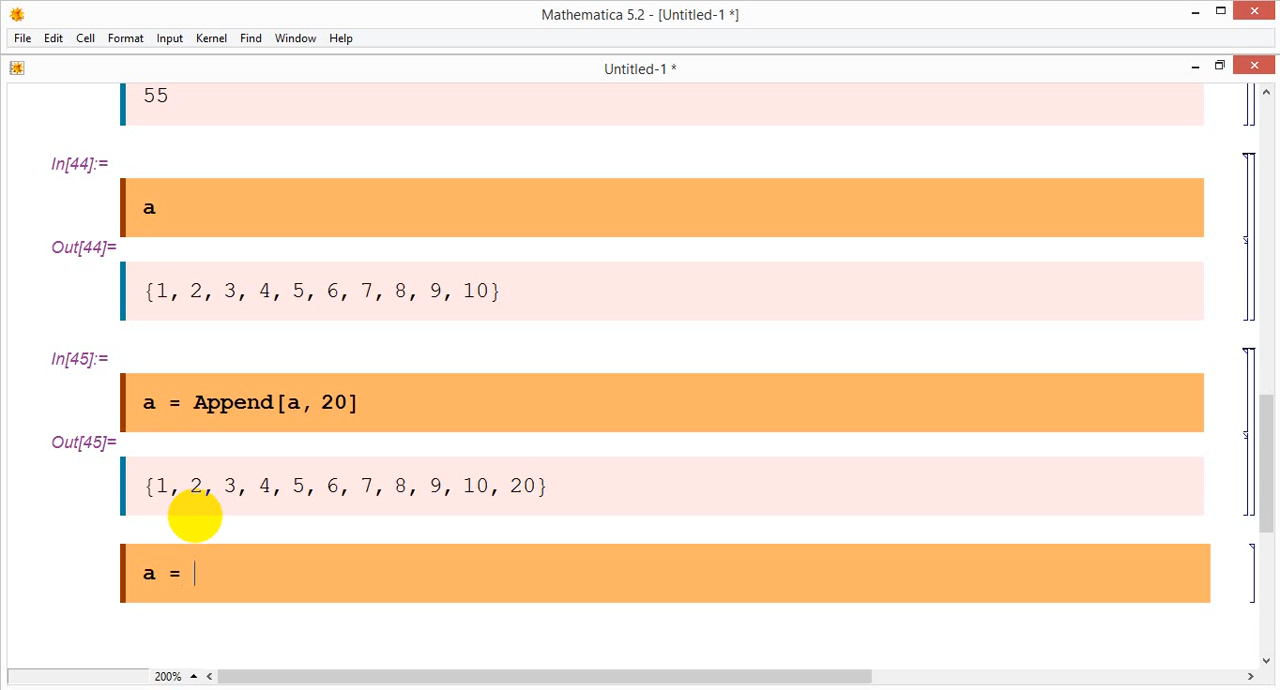 Mathematica 5.2 - [Untitled-1 *]
File Edit Cell Format Input Kernel Find Window Help
Untitled-1 *
55
In[44]:=
a
Out[44]=
{1, 2, 3, 4, 5, 6, 7, 8, 9, 10}
In[45]:=
a = Append[a, 20]
Out[45]=
{1, 2, 3, 4, 5, 6, 7, 8, 9, 10, 20}
a =
200%